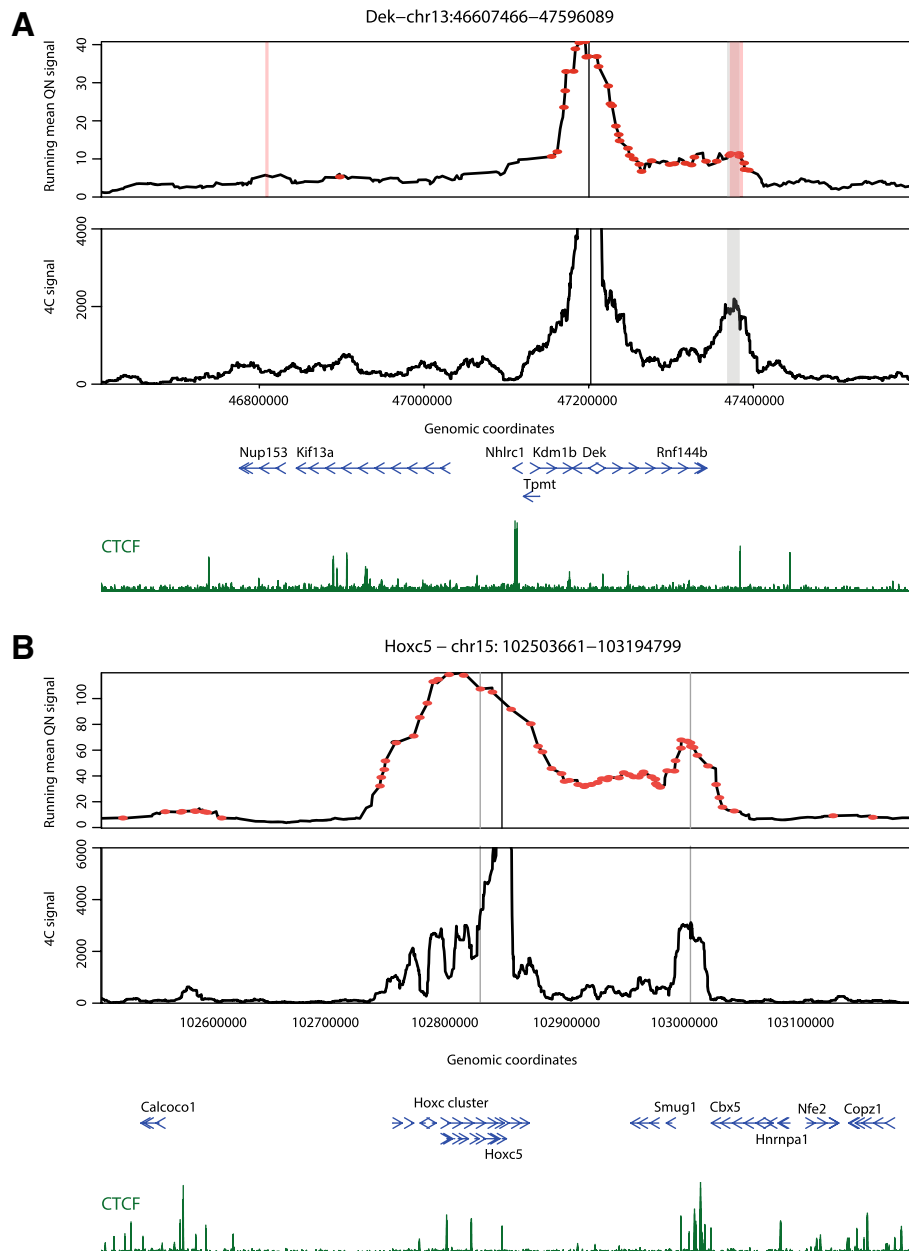 A
Dek−chr13:46607466−47596089
Running mean QN signal
40
30
20
10
0
4C signal
4000
2000
0
46800000 47000000 47200000 47400000
Genomic coordinates
Nup153 Kif13a Nhlrc1 Kdm1b Dek Rnf144b
Tpmt
CTCF
B
Hoxc5 − chr15: 102503661−103194799
Running mean QN signal
100
80
60
40
20
0
4C signal
6000
4000
2000
0
102600000 102700000 102800000 102900000 103000000 103100000
Genomic coordinates
Calcoco1 Hoxc cluster Smug1 Cbx5 Nfe2 Copz1
Hnrnpa1
Hoxc5
CTCF